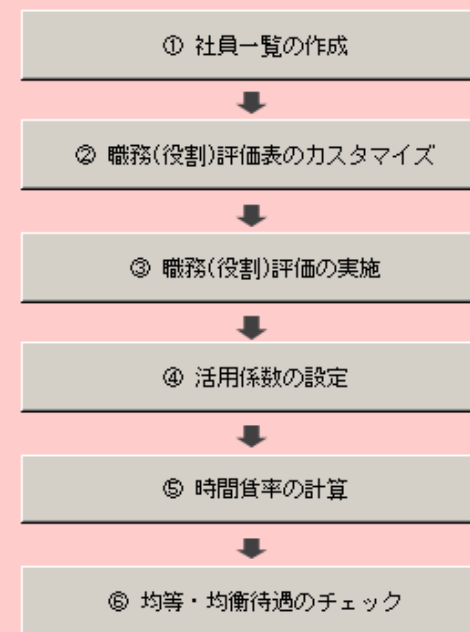 ① 社員一覧の作成
② 職務(役割)評価表のカスタマイズ
③ 職務(役割)評価の実施
④ 活用係数の設定
⑤ 時間賃率の計算
⑥ 均等・均衡待遇のチェック